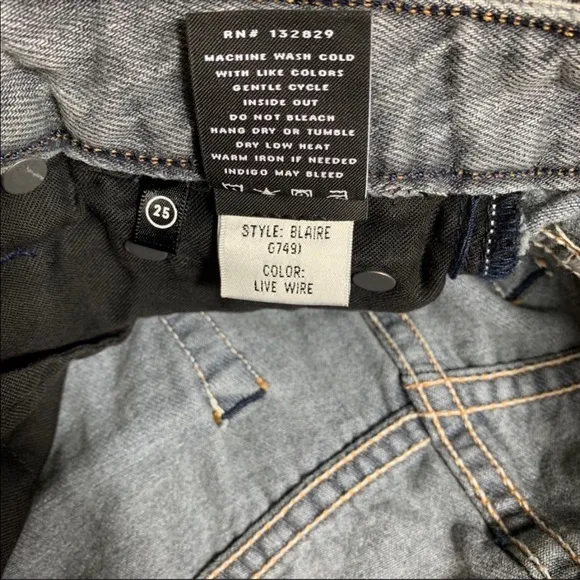 RN# 132829
MACHINE WASH COLD
WITH LIKE COLORS
GENTLE CYCLE
INSIDE OUT
DO NOT BLEACH
HANG DRY OR TUMBLE
DRY LOW HEAT
WARM IRON IF NEEDED
INDIGO MAY BLEED
25
STYLE: BLAIRE
(749)
COLOR:
LIVE WIRE